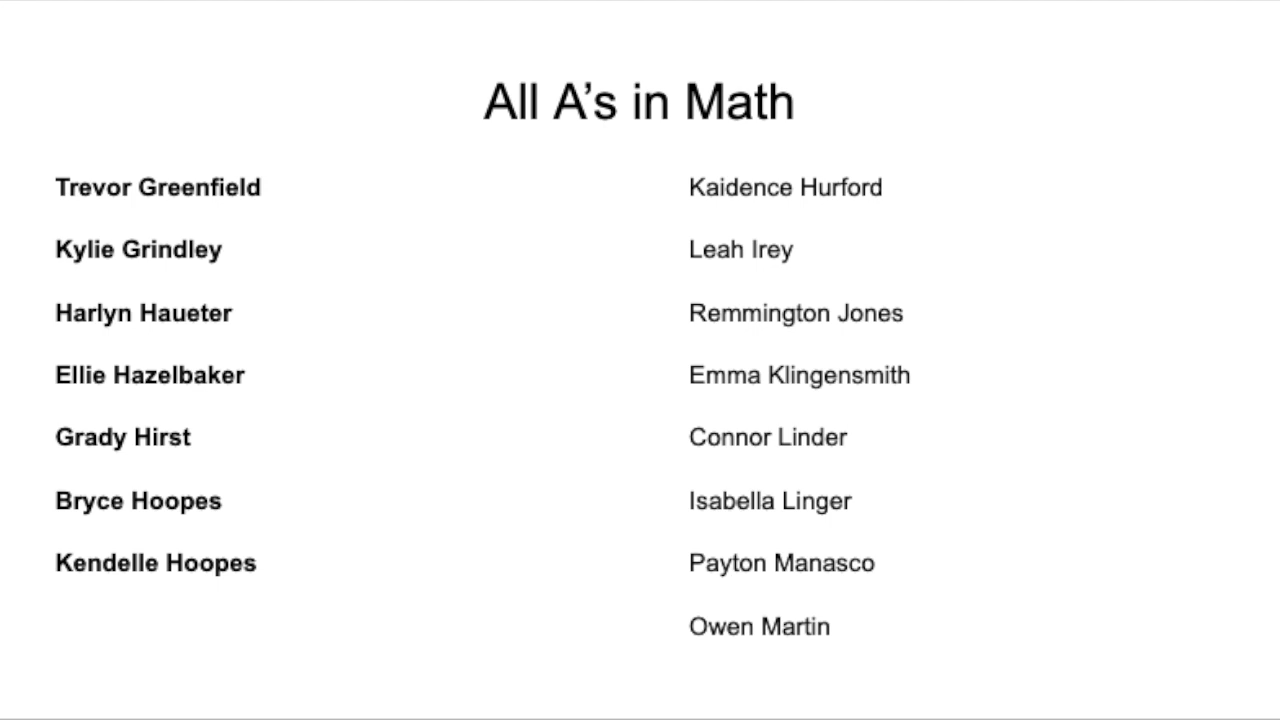 All A’s in Math
Trevor Greenfield
Kylie Grindley
Harlyn Haueter
Ellie Hazelbaker
Grady Hirst
Bryce Hoopes
Kendelle Hoopes
Kaidence Hurford
Leah Irey
Remmington Jones
Emma Klingensmith
Connor Linder
Isabella Linger
Payton Manasco
Owen Martin